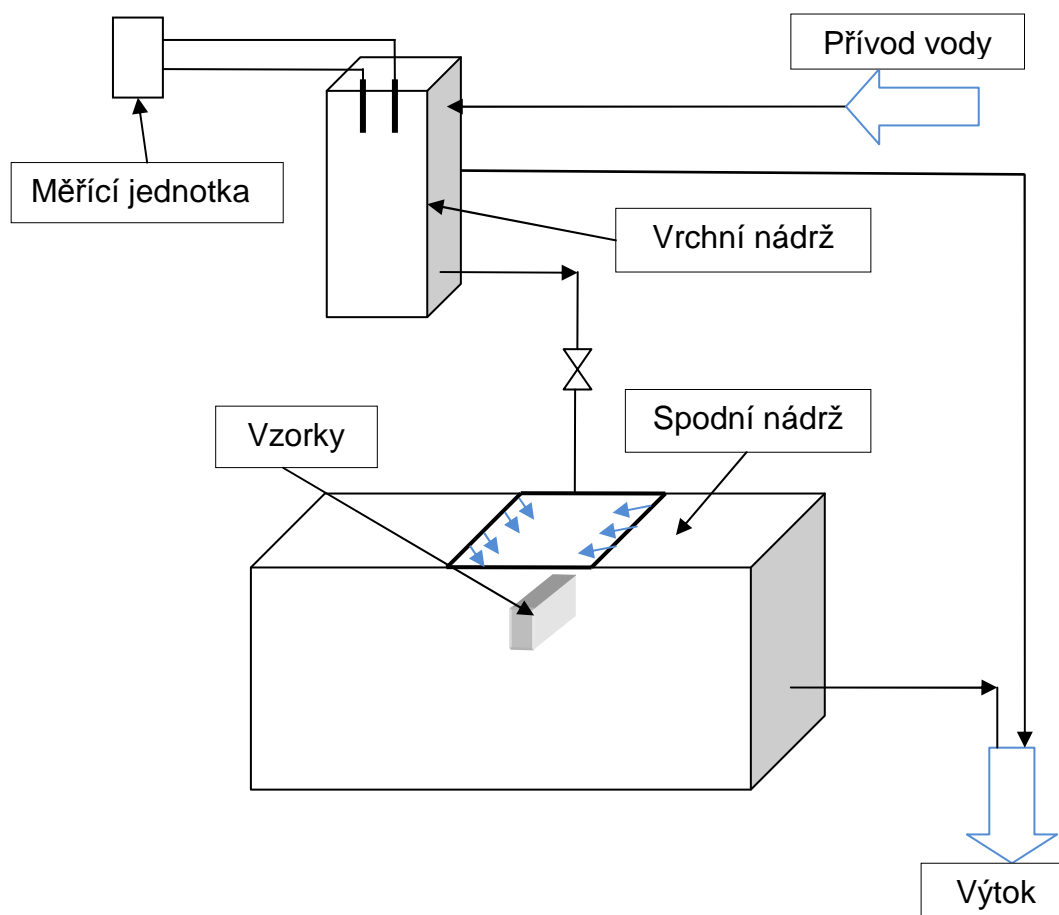 Přívod vody
Měřící jednotka
Vrchní nádrž
Vzorky
Spodní nádrž
Výtok